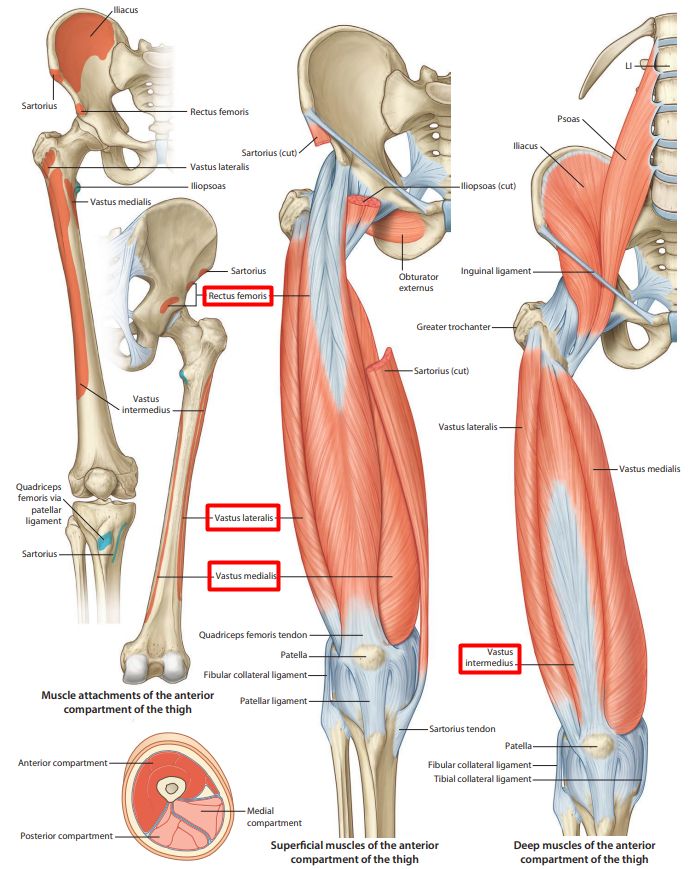 Iliacus
Sartorius
Rectus femoris
Vastus lateralis
Iliopsoas
Vastus medialis
Sartorius
Rectus femoris
Vastus
intermedius
Quadriceps
femoris via
patellar
ligament
Sartorius
Vastus lateralis
Vastus medialis
Muscle attachments of the anterior
compartment of the thigh
Anterior compartment
Medial
compartment
Posterior compartment
Sartorius (cut)
Iliopsoas (cut)
Obturator
externus
Sartorius (cut)
Quadriceps femoris tendon
Patella
Fibular collateral ligament
Patellar ligament
Sartorius tendon
Superficial muscles of the anterior
compartment of the thigh
LI
Psoas
Iliacus
Inguinal ligament
Greater trochanter
Vastus lateralis
Vastus medialis
Vastus
intermedius
Patella
Fibular collateral ligament
Tibial collateral ligament
Deep muscles of the anterior
compartment of the thigh